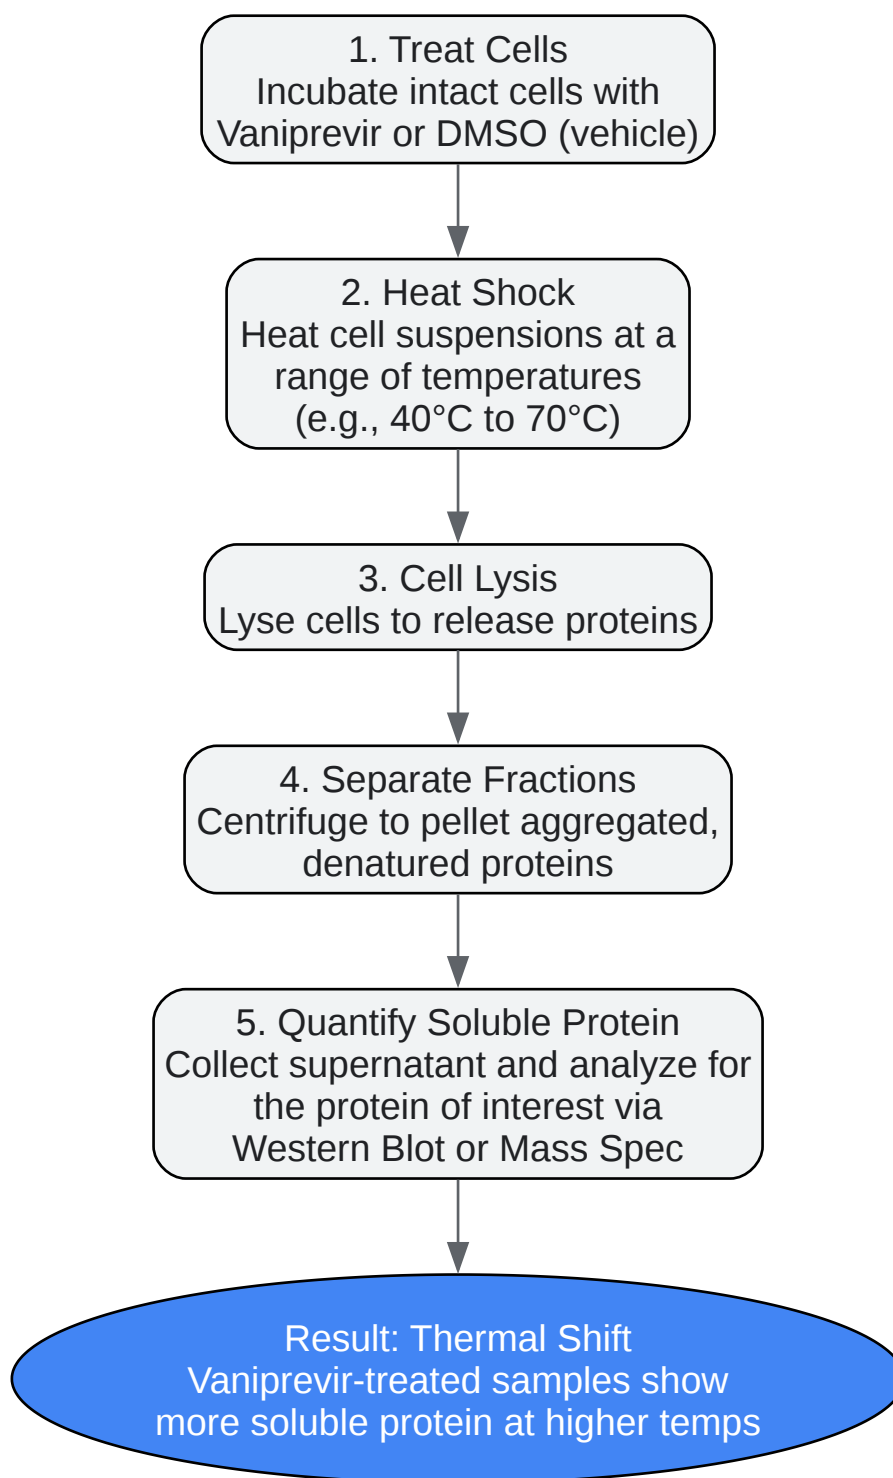 1. Treat Cells
Incubate intact cells with
Vaniprevir or DMSO (vehicle)
2. Heat Shock
Heat cell suspensions at a
range of temperatures
(e.g., 40°C to 70°C)
3. Cell Lysis
Lyse cells to release proteins
4. Separate Fractions
Centrifuge to pellet aggregated,
denatured proteins
5. Quantify Soluble Protein
Collect supernatant and analyze for
the protein of interest via
Western Blot or Mass Spec
Result: Thermal Shift
Vaniprevir-treated samples show
more soluble protein at higher temps